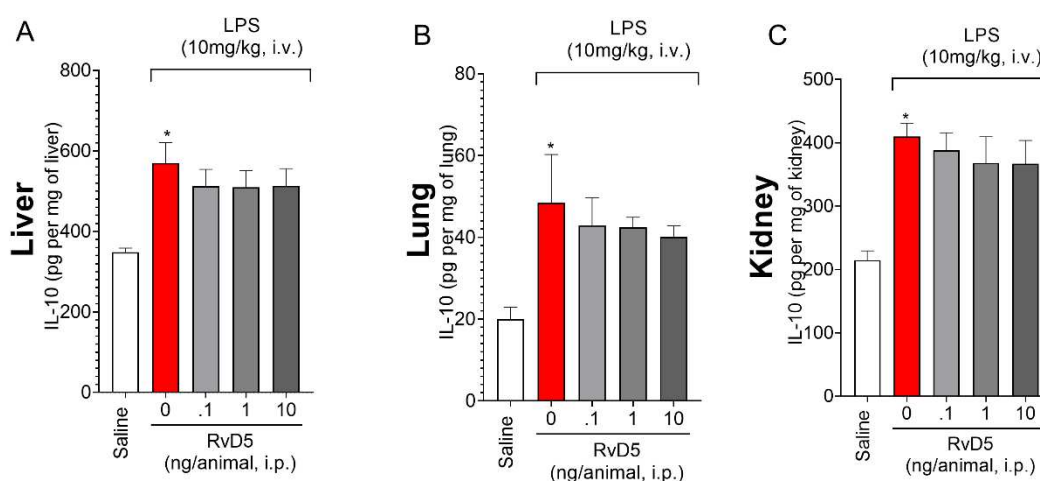 A
LPS
(10mg/kg, i.v.)
Liver
IL-10 (pg per mg of liver)
800
600
400
200
0
*
Saline
0 .1 1 10
RvD5
(ng/animal, i.p.)
B
LPS
(10mg/kg, i.v.)
Lung
IL-10 (pg per mg of lung)
80
60
40
20
0
*
Saline
0 .1 1 10
RvD5
(ng/animal, i.p.)
C
LPS
(10mg/kg, i.v.)
Kidney
IL-10 (pg per mg of kidney)
500
400
300
200
100
0
*
Saline
0 .1 1 10
RvD5
(ng/animal, i.p.)